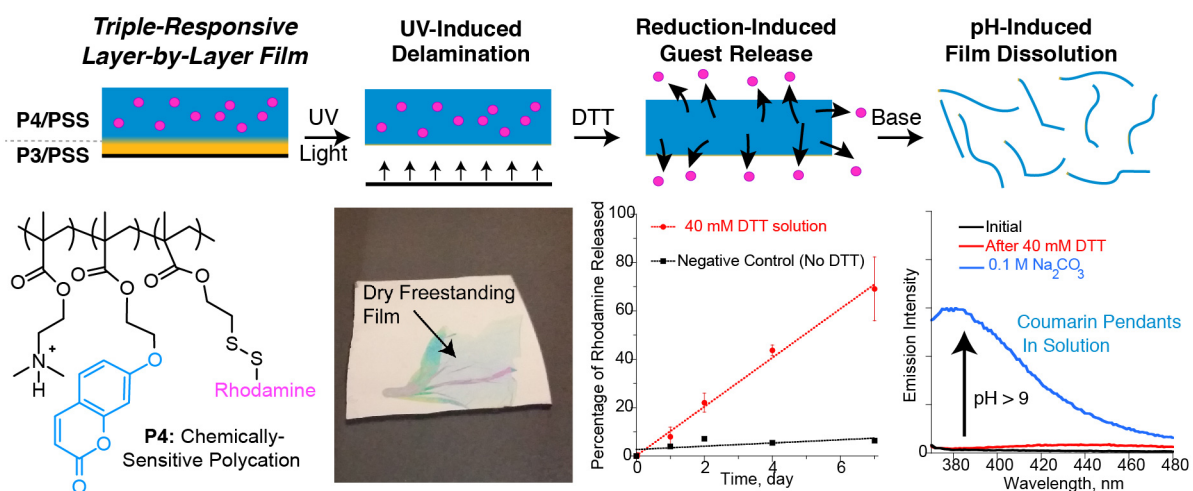 Triple-Responsive
Layer-by-Layer Film
UV-Induced
Delamination
Reduction-Induced
Guest Release
pH-Induced
Film Dissolution
P4/PSS
P3/PSS
UV
Light
DTT
Base
O
O
O
O
O
O
N
+
H
O
S
S
Rhodamine
O
O
P4: Chemically-
Sensitive Polycation
Dry Freestanding
Film
Percentage of Rhodamine Released
100
80
60
40
20
0
40 mM DTT solution
Negative Control (No DTT)
0
2
4
6
Time, day
Emission Intensity
Initial
After 40 mM DTT
0.1 M Na2CO3
Coumarin Pendants
In Solution
pH > 9
380
400
420
440
460
480
Wavelength, nm